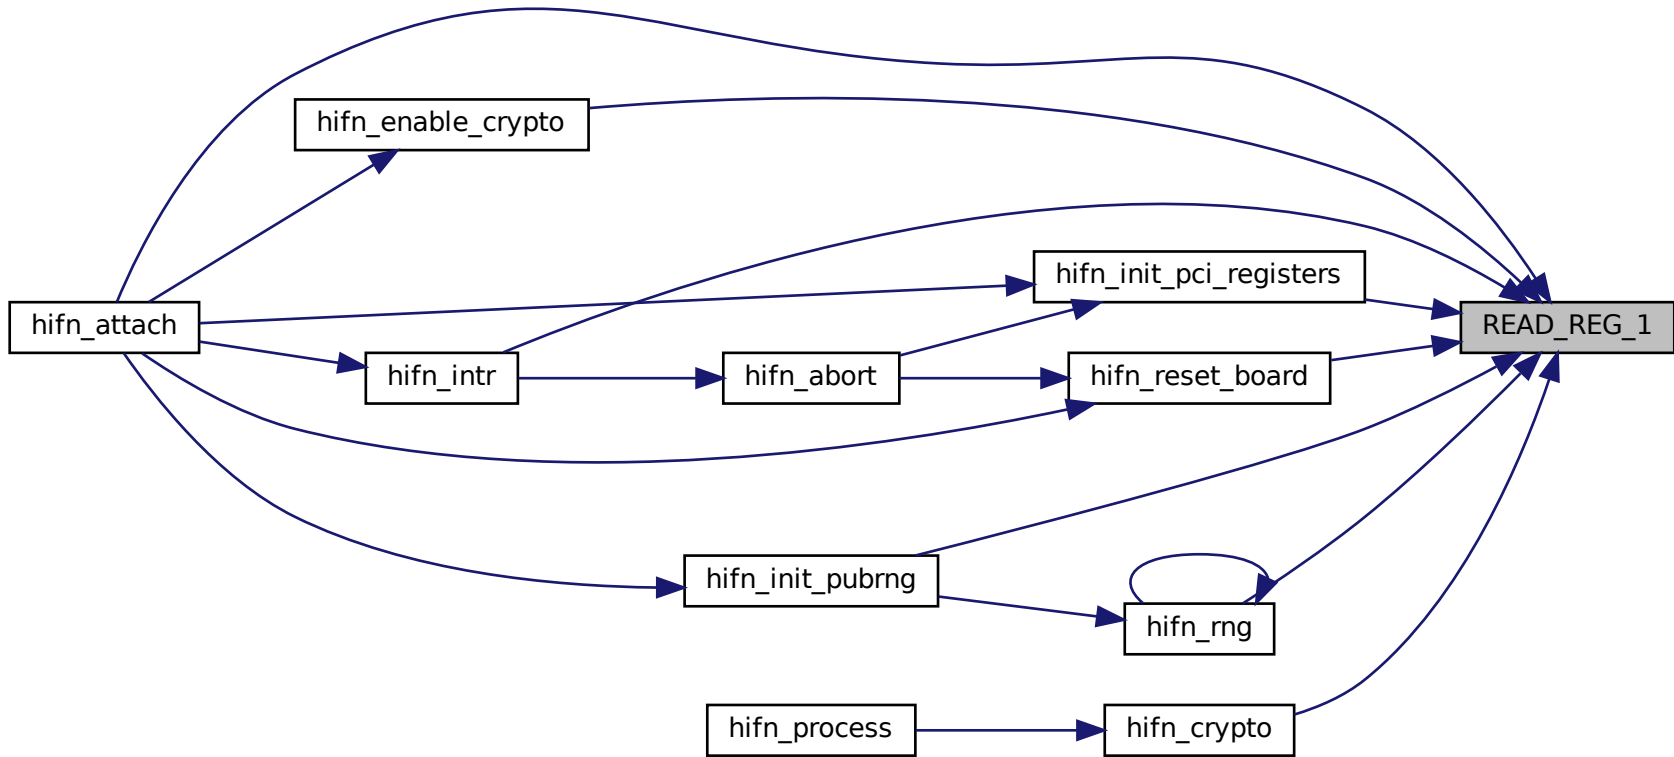 hifn_enable_crypto
hifn_init_pci_registers
hifn_attach
READ_REG_1
hifn_intr
hifn_abort
hifn_reset_board
hifn_init_pubrng
hifn_rng
hifn_process
hifn_crypto